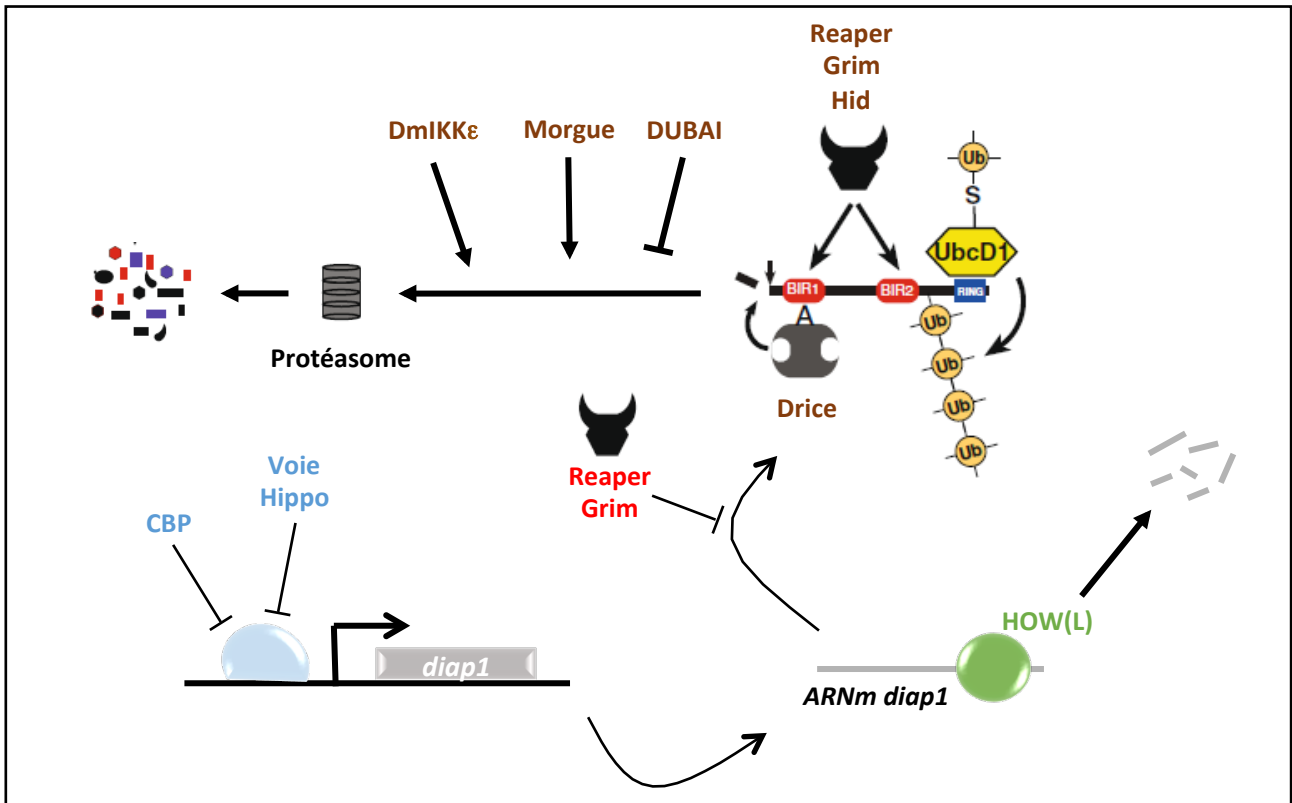 Reaper
Grim
Hid
DmIKKε
Morgue
DUBAI
Ub
S
UbcD1
BIR1
BIR2
RING
A
Ub
Ub
Ub
Ub
Protéasome
Drice
Reaper
Grim
Voie
Hippo
CBP
HOW(L)
diap1
ARNm diap1